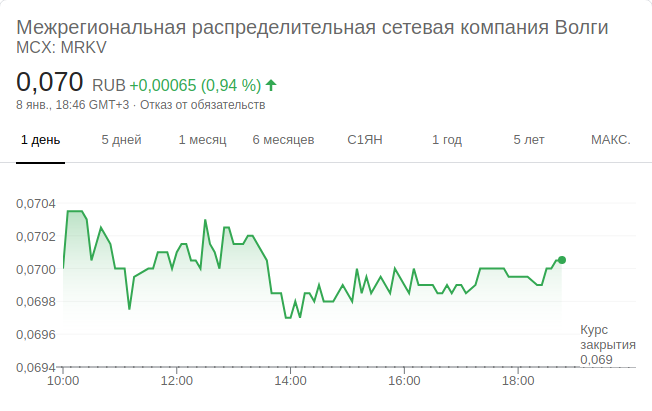 Межрегиональная распределительная сетевая компания Волги
MCX: MRKV
0,070 RUB +0,00065 (0,94 %)
8 янв., 18:46 GMT+3 · Отказ от обязательств
1 день 5 дней 1 месяц 6 месяцев С1ЯН 1 год 5 лет МАКС.
0,0704
0,0702
0,0700
0,0698
0,0696
0,0694
Курс
закрытия
0,069
10:00 12:00 14:00 16:00 18:00